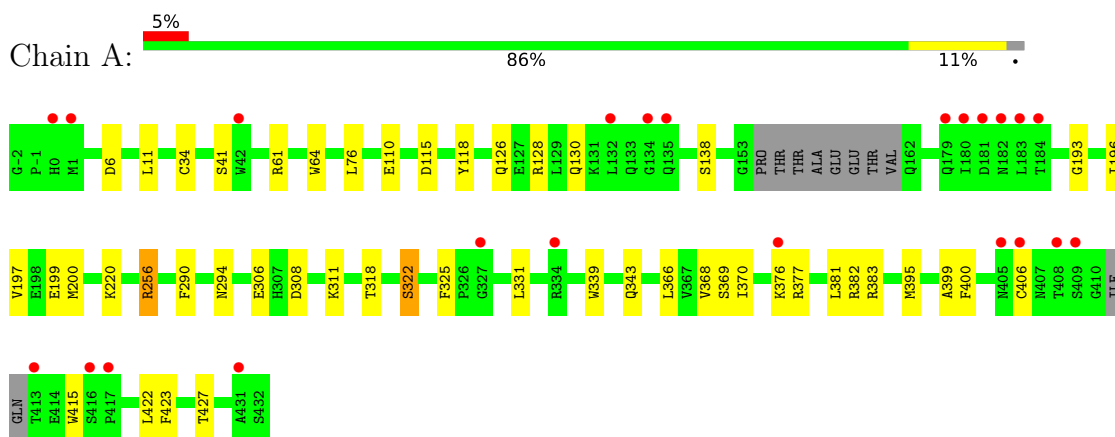 5%
Chain A:
86% 11% •
G-2 P-1 H0 M1 D6 L11 C34 S41 W42 R61 W64 L76 E110 D115 Y118 Q126 E127 R128 L129 Q130 K131 L132 Q133 G134 Q135 S138 G153 PRO THR THR ALA GLU GLU THR VAL Q162 Q179 I180 D181 N182 L183 T184 G193 I196
V197 E198 E199 M200 K220 R256 F290 N294 E306 H307 D308 K311 T318 S322 F325 P326 G327 L331 R334 W339 Q343 L366 V367 V368 S369 I370 K376 R377 L381 R382 R383 M395 A399 F400 N405 C406 N407 T408 S409 G410 ILE
GLN T413 E414 W415 S416 P417 L422 F423 T427 A431 S432